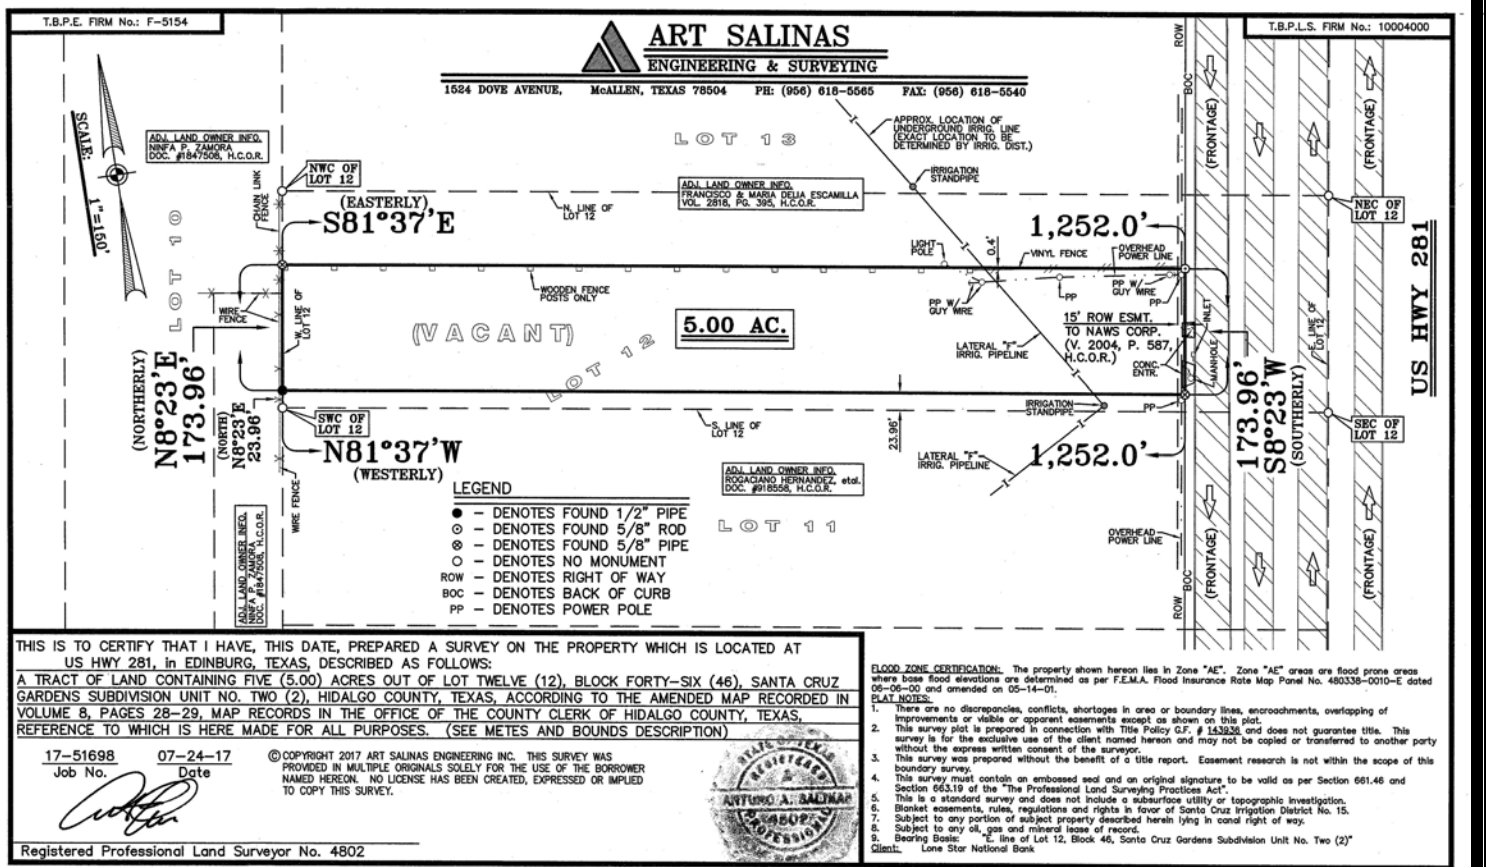 T.B.P.E. FIRM No.: F-5154
ART SALINAS
ENGINEERING & SURVEYING
1524 DOVE AVENUE, McALLEN, TEXAS 78504 PH: (956) 618-5565 FAX: (956) 618-5540
T.B.P.L.S. FIRM No.: 10004000
SCALE: 1"=150'
ADJ. LAND OWNER INFO.
NINFA P. ZAMORA
DOC. #1847508, H.C.O.R.
LOT 10
CHAIN LINK
FENCE
NWC OF
LOT 12
(EASTERLY)
S81°37'E
N. LINE OF
LOT 12
LOT 13
ADJ. LAND OWNER INFO.
FRANCISCO & MARIA DELIA ESCAMILLA
VOL. 2818, PG. 395, H.C.O.R.
APPROX. LOCATION OF
UNDERGROUND IRRIG. LINE
(EXACT LOCATION TO BE
DETERMINED BY IRRIG. DIST.)
IRRIGATION
STANDPIPE
1,252.0'
LIGHT
POLE
0.4'
VINYL FENCE
OVERHEAD
POWER LINE
ROW
BOC
(FRONTAGE)
(FRONTAGE)
NEC OF
LOT 12
US HWY 281
WIRE
FENCE
W. LINE OF
LOT 12
WOODEN FENCE
POSTS ONLY
(VACANT)
LOT 12
5.00 AC.
PP W/
GUY WIRE
PP
PP W/
GUY WIRE
PP
15' ROW ESMT.
TO NAWS CORP.
(V. 2004, P. 587,
H.C.O.R.)
CONC.
ENTR.
INLET
MANHOLE
E. LINE OF
LOT 12
LATERAL "F"
IRRIG. PIPELINE
(NORTHERLY)
N8°23'E
173.96'
(NORTH)
N8°23'E
23.96'
SWC OF
LOT 12
N81°37'W
(WESTERLY)
S. LINE OF
LOT 12
23.96'
IRRIGATION
STANDPIPE
PP
LATERAL "F"
IRRIG. PIPELINE
1,252.0'
173.96'
S8°23'W
(SOUTHERLY)
SEC OF
LOT 12
WIRE FENCE
ADJ. LAND OWNER INFO.
NINFA P. ZAMORA
DOC. #1847508, H.C.O.R.
ADJ. LAND OWNER INFO.
ROGACIANO HERNANDEZ, etal.
DOC. #918558, H.C.O.R.
LOT 11
OVERHEAD
POWER LINE
ROW
BOC
(FRONTAGE)
(FRONTAGE)
LEGEND
● – DENOTES FOUND 1/2" PIPE
⊙ – DENOTES FOUND 5/8" ROD
⊗ – DENOTES FOUND 5/8" PIPE
○ – DENOTES NO MONUMENT
ROW – DENOTES RIGHT OF WAY
BOC – DENOTES BACK OF CURB
PP – DENOTES POWER POLE
THIS IS TO CERTIFY THAT I HAVE, THIS DATE, PREPARED A SURVEY ON THE PROPERTY WHICH IS LOCATED AT
US HWY 281, in EDINBURG, TEXAS, DESCRIBED AS FOLLOWS:
A TRACT OF LAND CONTAINING FIVE (5.00) ACRES OUT OF LOT TWELVE (12), BLOCK FORTY-SIX (46), SANTA CRUZ
GARDENS SUBDIVISION UNIT NO. TWO (2), HIDALGO COUNTY, TEXAS, ACCORDING TO THE AMENDED MAP RECORDED IN
VOLUME 8, PAGES 28-29, MAP RECORDS IN THE OFFICE OF THE COUNTY CLERK OF HIDALGO COUNTY, TEXAS,
REFERENCE TO WHICH IS HERE MADE FOR ALL PURPOSES. (SEE METES AND BOUNDS DESCRIPTION)
17-51698 07-24-17
Job No. Date
© COPYRIGHT 2017 ART SALINAS ENGINEERING INC. THIS SURVEY WAS
PROVIDED IN MULTIPLE ORIGINALS SOLELY FOR THE USE OF THE BORROWER
NAMED HEREON. NO LICENSE HAS BEEN CREATED, EXPRESSED OR IMPLIED
TO COPY THIS SURVEY.
STATE OF TEXAS
REGISTERED
ARTURO A. SALINAS
4802
PROFESSIONAL
Registered Professional Land Surveyor No. 4802
FLOOD ZONE CERTIFICATION: The property shown hereon lies in Zone "AE". Zone "AE" areas are flood prone areas
where base flood elevations are determined as per F.E.M.A. Flood Insurance Rate Map Panel No. 480338-0010-E dated
06-06-00 and amended on 05-14-01.
PLAT NOTES:
1. There are no discrepancies, conflicts, shortages in area or boundary lines, encroachments, overlapping of
improvements or visible or apparent easements except as shown on this plat.
2. This survey plat is prepared in connection with Title Policy G.F. # 143936 and does not guarantee title. This
survey is for the exclusive use of the client named hereon and may not be copied or transferred to another party
without the express written consent of the surveyor.
3. This survey was prepared without the benefit of a title report. Easement research is not within the scope of this
boundary survey.
4. This survey must contain an embossed seal and an original signature to be valid as per Section 661.46 and
Section 663.19 of the "The Professional Land Surveying Practices Act".
5. This is a standard survey and does not include a subsurface utility or topographic investigation.
6. Blanket easements, rules, regulations and rights in favor of Santa Cruz Irrigation District No. 15.
7. Subject to any portion of subject property described herein lying in canal right of way.
8. Subject to any oil, gas and mineral lease of record.
9. Bearing Basis: "E. line of Lot 12, Block 46, Santa Cruz Gardens Subdivision Unit No. Two (2)"
Client: Lone Star National Bank